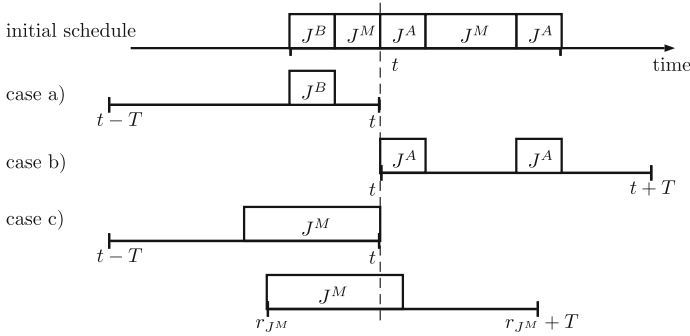 initial schedule J^B J^M J^A J^M J^A
t time
case a) J^B
t − T t
case b) J^A J^A
t t + T
case c) J^M
t − T t
J^M
r_{J^M} r_{J^M} + T